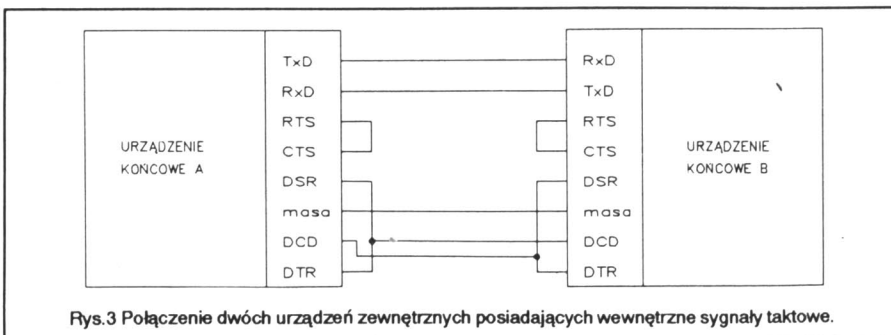 TxD
RxD
RTS
CTS
DSR
masa
DCD
DTR
URZĄDZENIE
KOŃCOWE A
RxD
TxD
RTS
CTS
DSR
masa
DCD
DTR
URZĄDZENIE
KOŃCOWE B
Rys.3 Połączenie dwóch urządzeń zewnętrznych posiadających wewnętrzne sygnały taktowe.